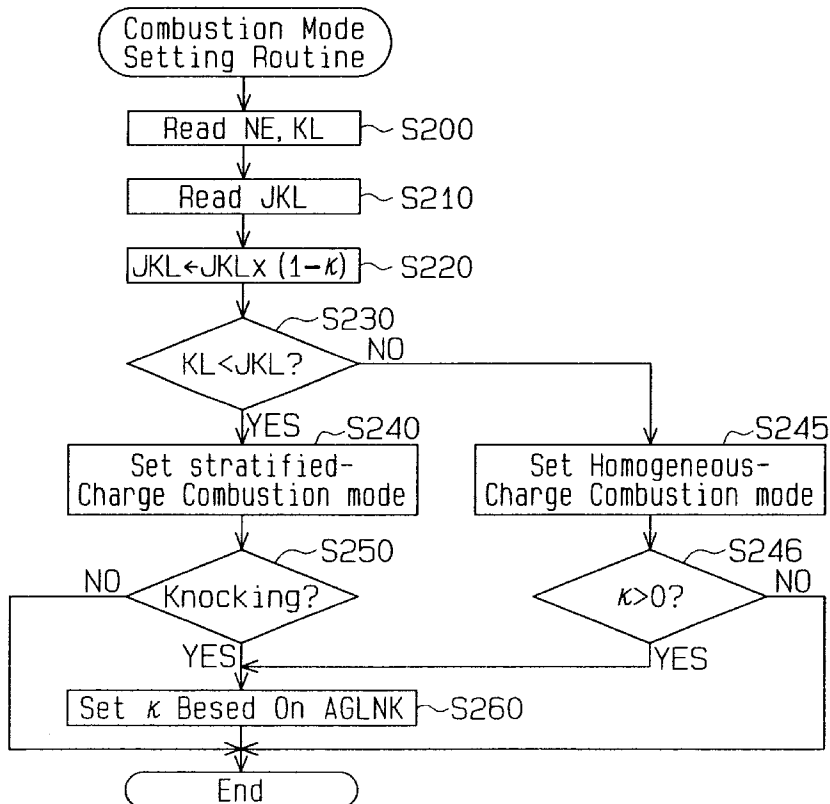 Combustion Mode
Setting Routine
Read NE, KL
S200
Read JKL
S210
JKL←JKL x (1-κ)
S220
S230
KL<JKL?
NO
YES
S240
S245
Set stratified-
Charge Combustion mode
Set Homogeneous-
Charge Combustion mode
S250
S246
NO
Knocking?
κ>0?
NO
YES
YES
Set κ Besed On AGLNK
S260
End